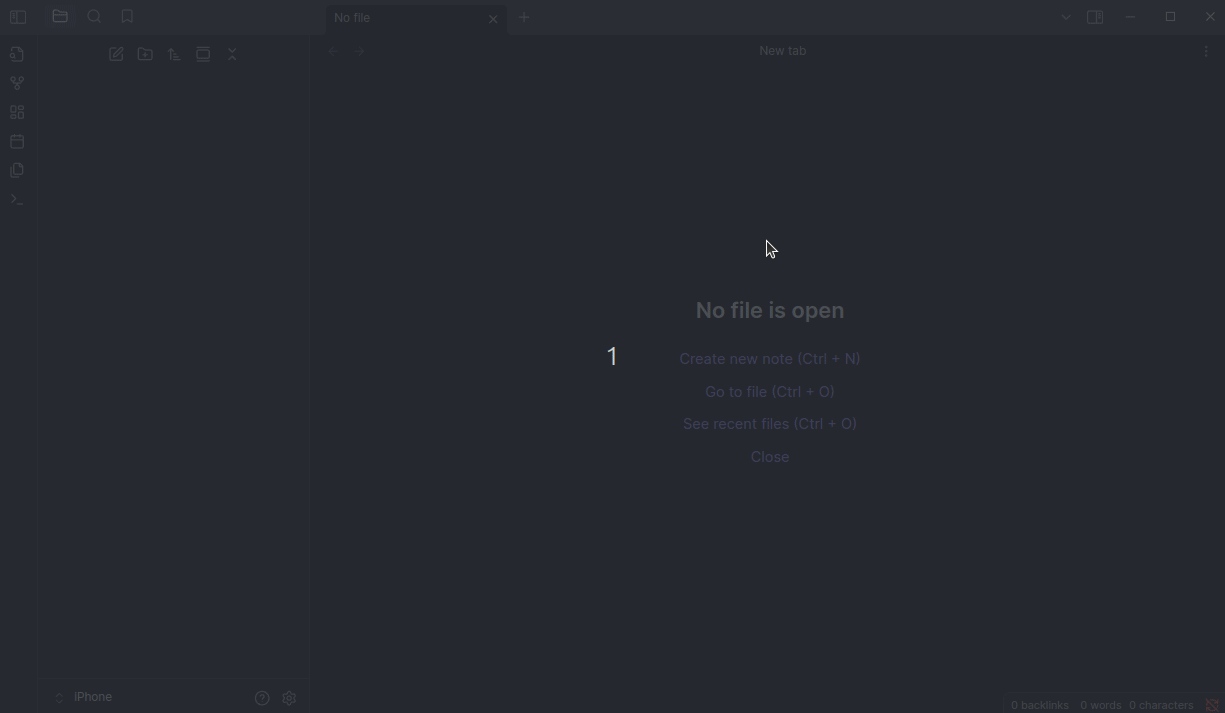 No file
New tab
No file is open
1
Create new note (Ctrl + N)
Go to file (Ctrl + O)
See recent files (Ctrl + O)
Close
iPhone
0 backlinks 0 words 0 characters